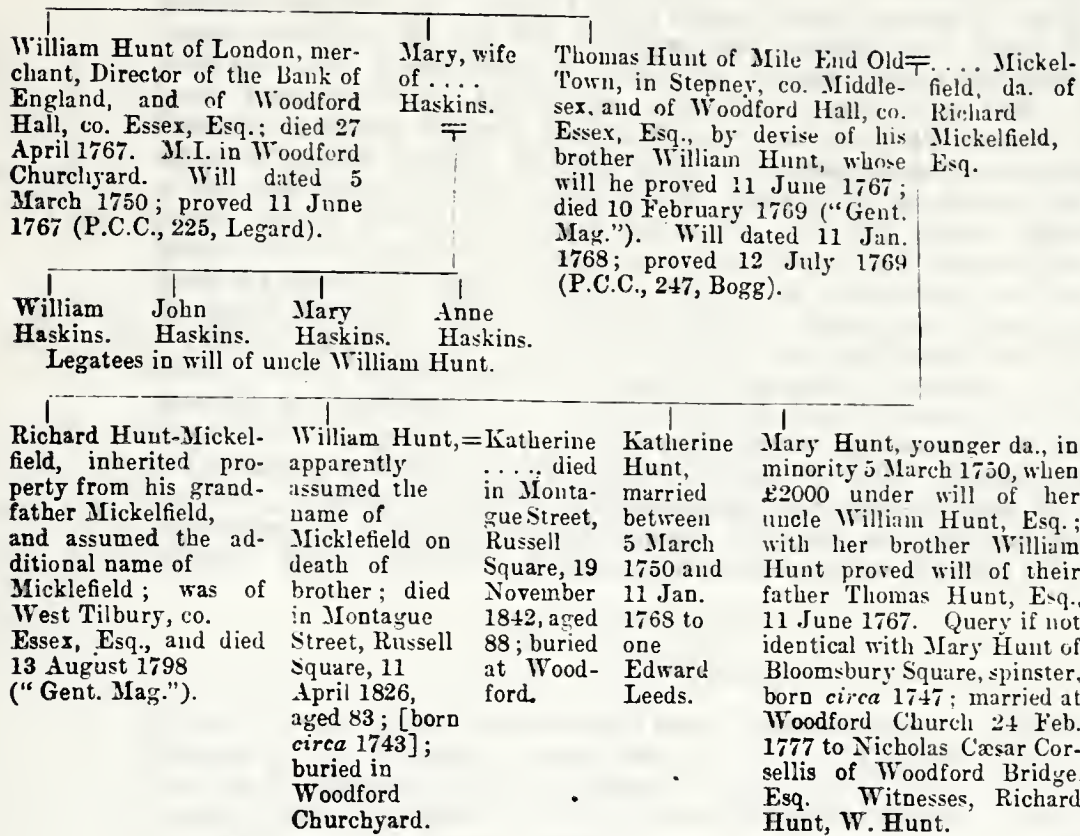 William Hunt of London, mer-
chant, Director of the Bank of
England, and of Woodford
Hall, co. Essex, Esq.; died 27
April 1767. M.I. in Woodford
Churchyard. Will dated 5
March 1750; proved 11 June
1767 (P.C.C., 225, Legard).
Mary, wife
of . . . .
Haskins.
Thomas Hunt of Mile End Old
Town, in Stepney, co. Middle-
sex, and of Woodford Hall, co.
Essex, Esq., by devise of his
brother William Hunt, whose
will he proved 11 June 1767;
died 10 February 1769 ("Gent.
Mag."). Will dated 11 Jan.
1768; proved 12 July 1769
(P.C.C., 247, Bogg).
. . . . Mickel-
field, da. of
Richard
Mickelfield,
Esq.
William
Haskins.
John
Haskins.
Mary
Haskins.
Anne
Haskins.
Legatees in will of uncle William Hunt.
Richard Hunt-Mickel-
field, inherited pro-
perty from his grand-
father Mickelfield,
and assumed the ad-
ditional name of
Micklefield; was of
West Tilbury, co.
Essex, Esq., and died
13 August 1798
("Gent. Mag.").
William Hunt,=
apparently
assumed the
name of
Micklefield on
death of
brother; died
in Montague
Street, Russell
Square, 11
April 1826,
aged 83; [born
circa 1743];
buried in
Woodford
Churchyard.
Katherine
. . . ., died
in Monta-
gue Street,
Russell
Square, 19
November
1842, aged
88; buried
at Wood-
ford.
Katherine
Hunt,
married
between
5 March
1750 and
11 Jan.
1768 to
one
Edward
Leeds.
Mary Hunt, younger da., in
minority 5 March 1750, when
£2000 under will of her
uncle William Hunt, Esq.;
with her brother William
Hunt proved will of their
father Thomas Hunt, Esq.,
11 June 1767. Query if not
identical with Mary Hunt of
Bloomsbury Square, spinster,
born circa 1747; married at
Woodford Church 24 Feb.
1777 to Nicholas Cæsar Cor-
sellis of Woodford Bridge,
Esq. Witnesses, Richard
Hunt, W. Hunt.